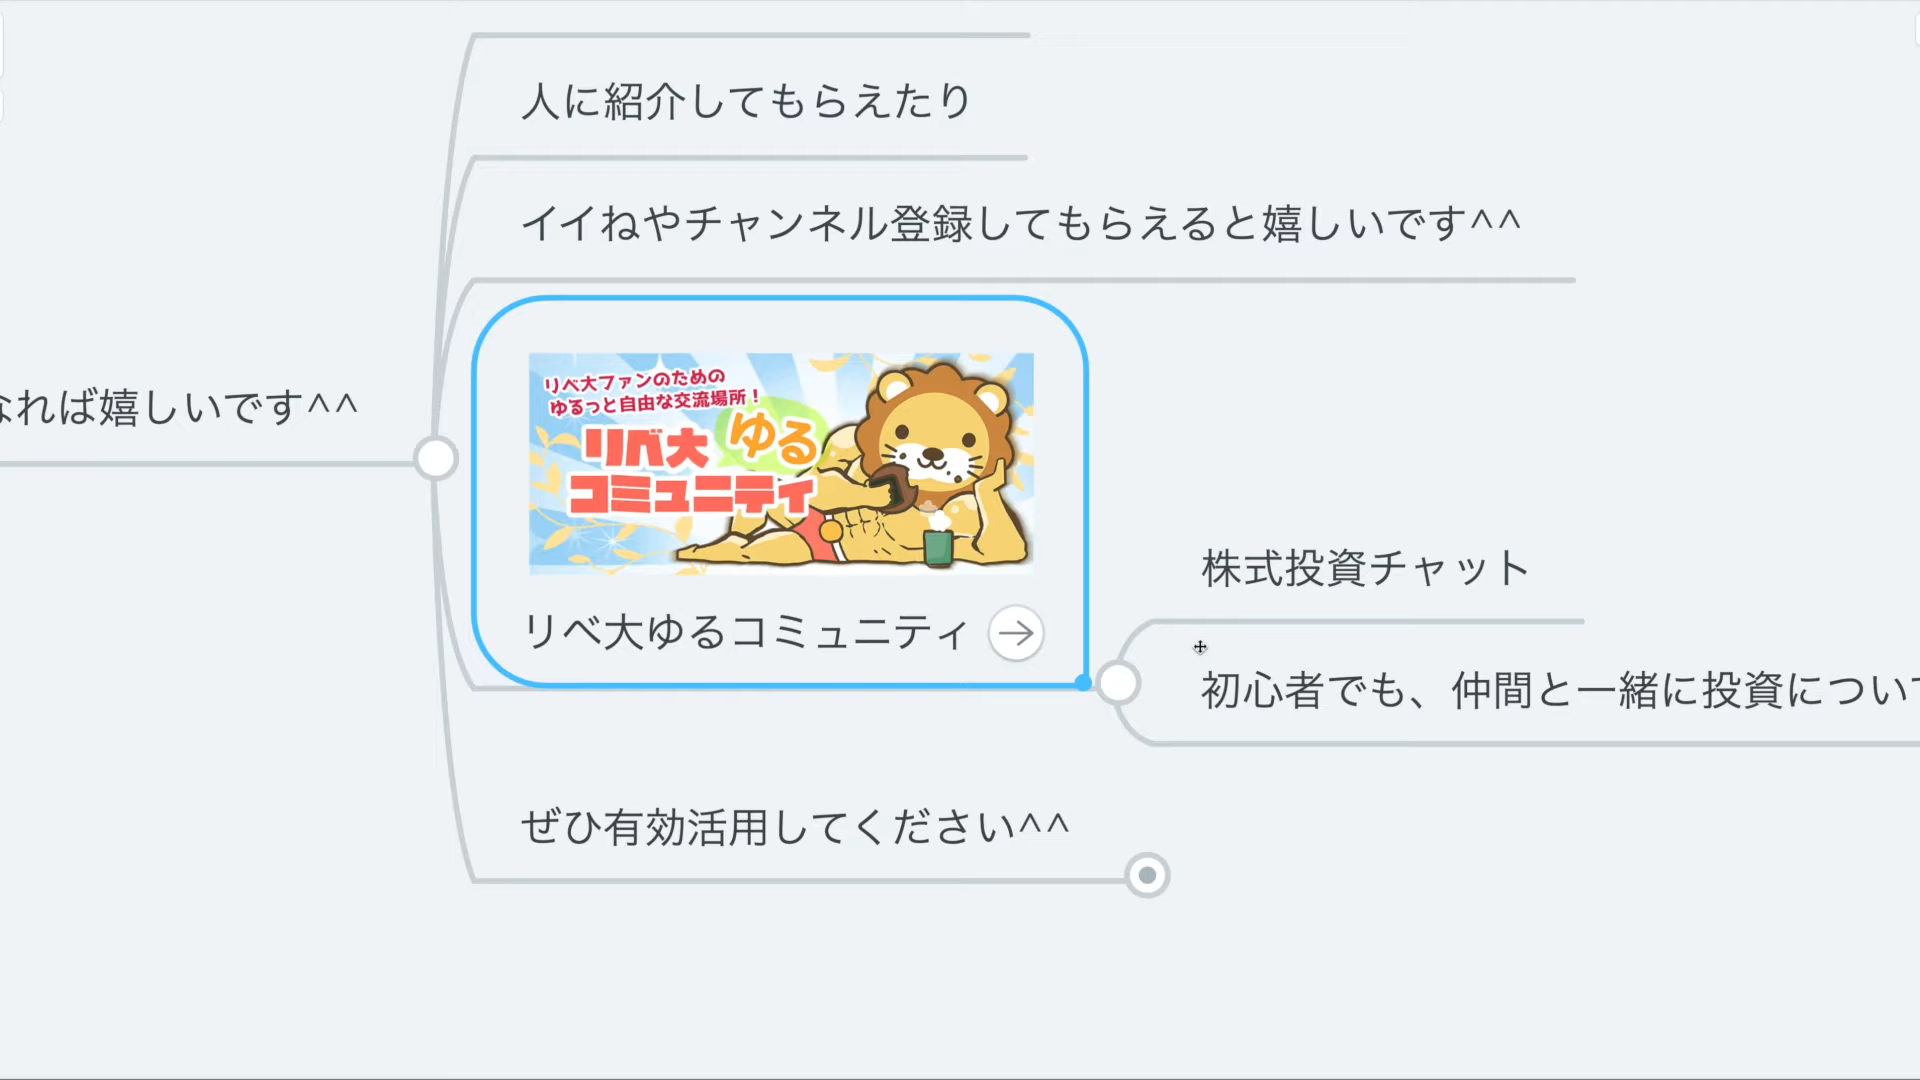 人に紹介してもらえたり
イイねやチャンネル登録してもらえると嬉しいです^^
なれば嬉しいです^^
リベ大ファンのための
ゆるっと自由な交流場所！
リベ大ゆる
コミュニティ
リベ大ゆるコミュニティ
株式投資チャット
初心者でも、仲間と一緒に投資について
ぜひ有効活用してください^^